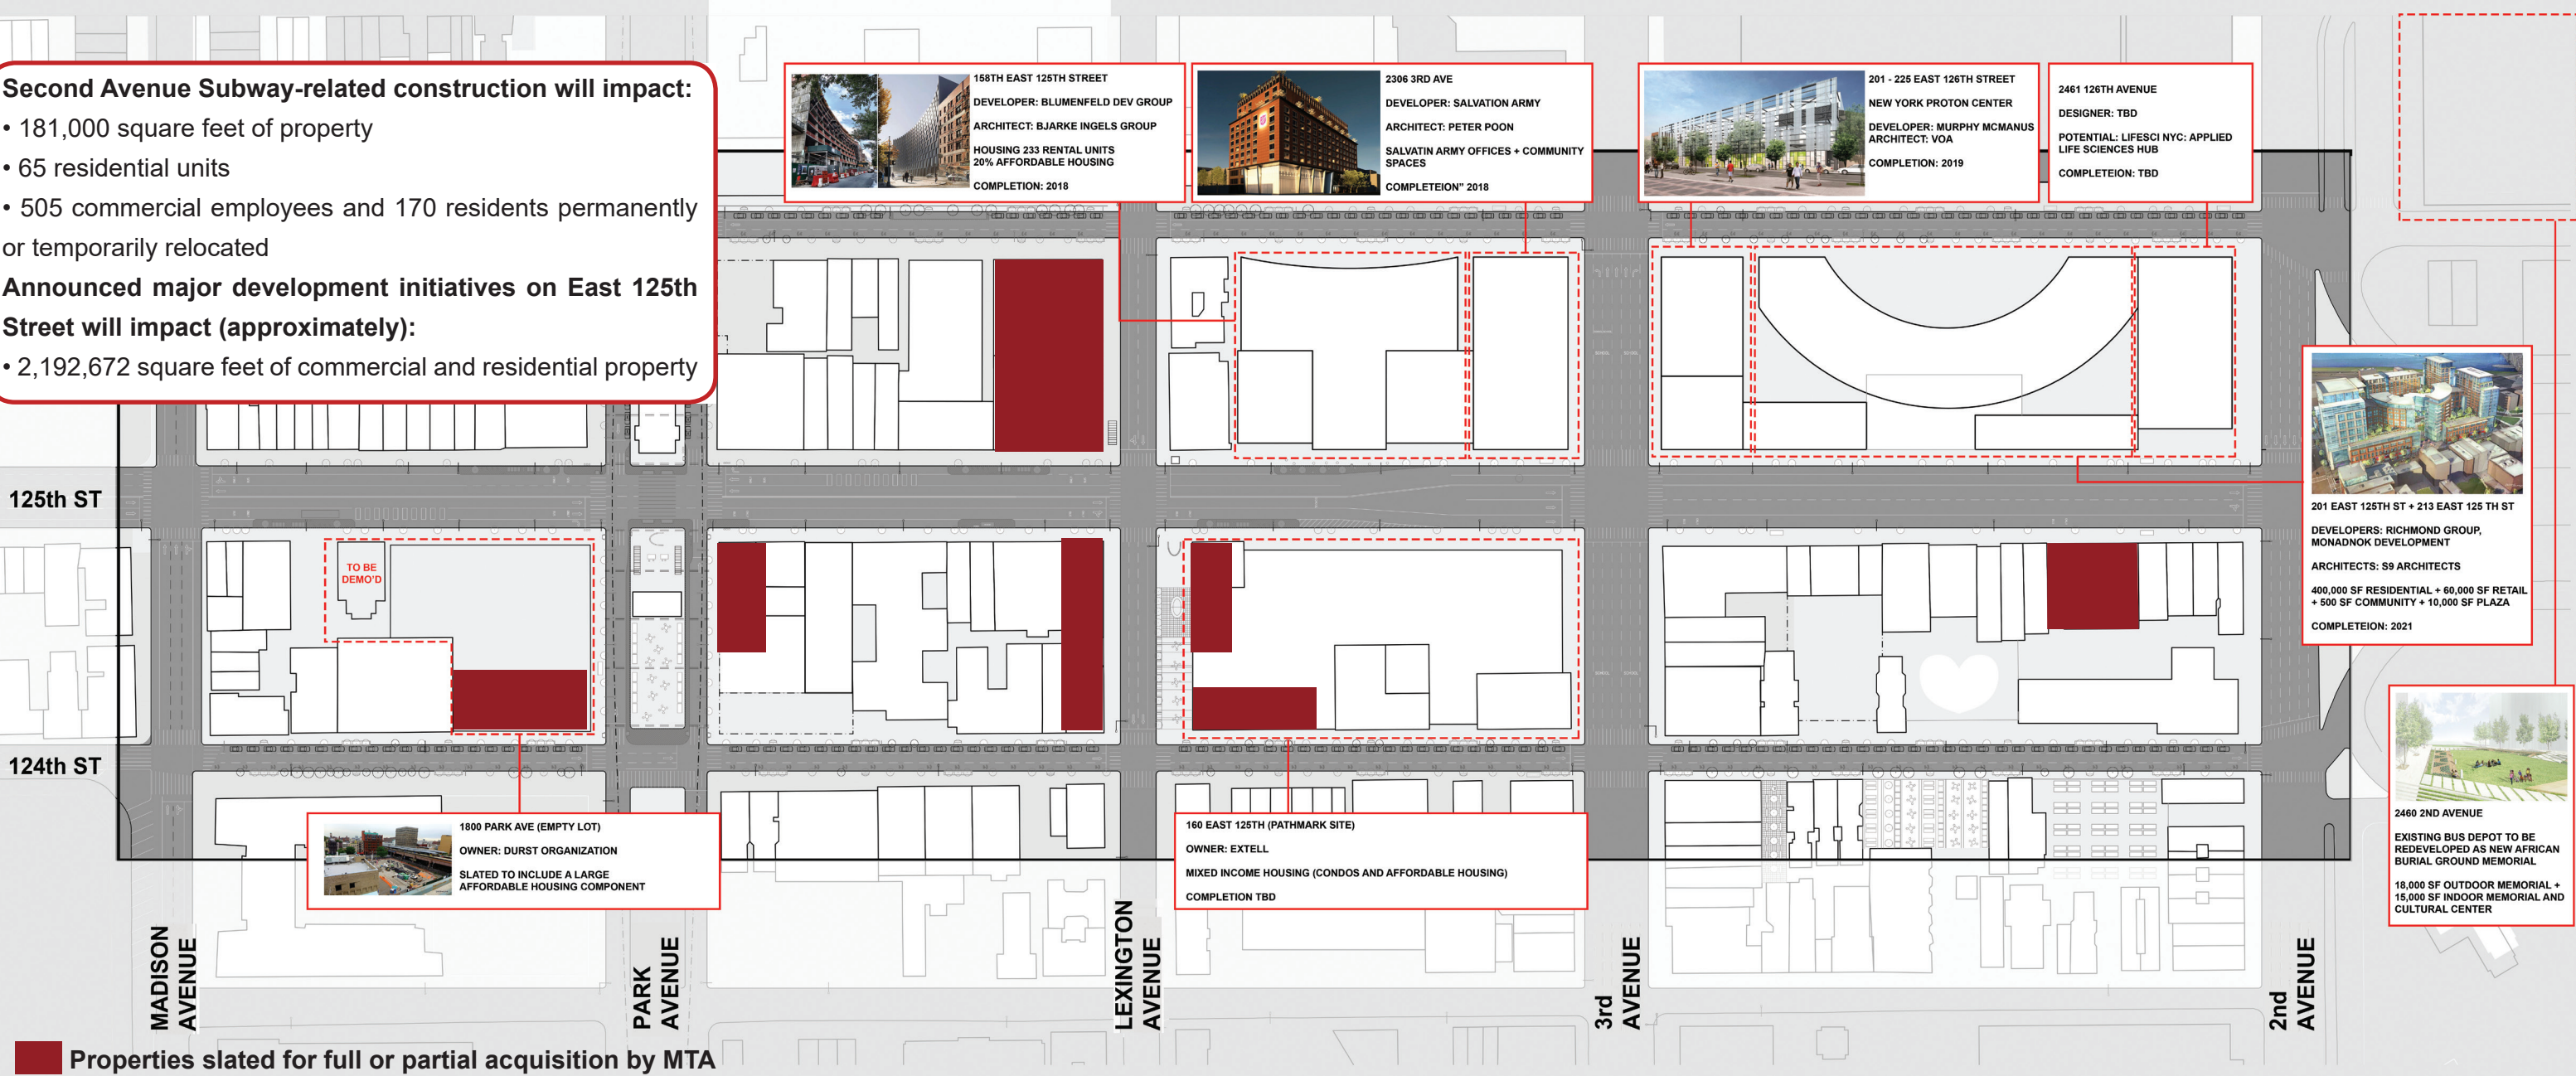 Second Avenue Subway-related construction will impact:
• 181,000 square feet of property
• 65 residential units
• 505 commercial employees and 170 residents permanently
or temporarily relocated
Announced major development initiatives on East 125th
Street will impact (approximately):
• 2,192,672 square feet of commercial and residential property
158TH EAST 125TH STREET
DEVELOPER: BLUMENFELD DEV GROUP
ARCHITECT: BJARKE INGELS GROUP
HOUSING 233 RENTAL UNITS
20% AFFORDABLE HOUSING
COMPLETION: 2018
2306 3RD AVE
DEVELOPER: SALVATION ARMY
ARCHITECT: PETER POON
SALVATIN ARMY OFFICES + COMMUNITY
SPACES
COMPLETEION" 2018
201 - 225 EAST 126TH STREET
NEW YORK PROTON CENTER
DEVELOPER: MURPHY MCMANUS
ARCHITECT: VOA
COMPLETION: 2019
2461 126TH AVENUE
DESIGNER: TBD
POTENTIAL: LIFESCI NYC: APPLIED
LIFE SCIENCES HUB
COMPLETEION: TBD
201 EAST 125TH ST + 213 EAST 125 TH ST
DEVELOPERS: RICHMOND GROUP,
MONADNOK DEVELOPMENT
ARCHITECTS: S9 ARCHITECTS
400,000 SF RESIDENTIAL + 60,000 SF RETAIL
+ 500 SF COMMUNITY + 10,000 SF PLAZA
COMPLETEION: 2021
125th ST
TO BE
DEMO'D
124th ST
2460 2ND AVENUE
EXISTING BUS DEPOT TO BE
REDEVELOPED AS NEW AFRICAN
BURIAL GROUND MEMORIAL
18,000 SF OUTDOOR MEMORIAL +
15,000 SF INDOOR MEMORIAL AND
CULTURAL CENTER
1800 PARK AVE (EMPTY LOT)
OWNER: DURST ORGANIZATION
SLATED TO INCLUDE A LARGE
AFFORDABLE HOUSING COMPONENT
160 EAST 125TH (PATHMARK SITE)
OWNER: EXTELL
MIXED INCOME HOUSING (CONDOS AND AFFORDABLE HOUSING)
COMPLETION TBD
MADISON
AVENUE
PARK
AVENUE
LEXINGTON
AVENUE
3rd
AVENUE
2nd
AVENUE
Properties slated for full or partial acquisition by MTA